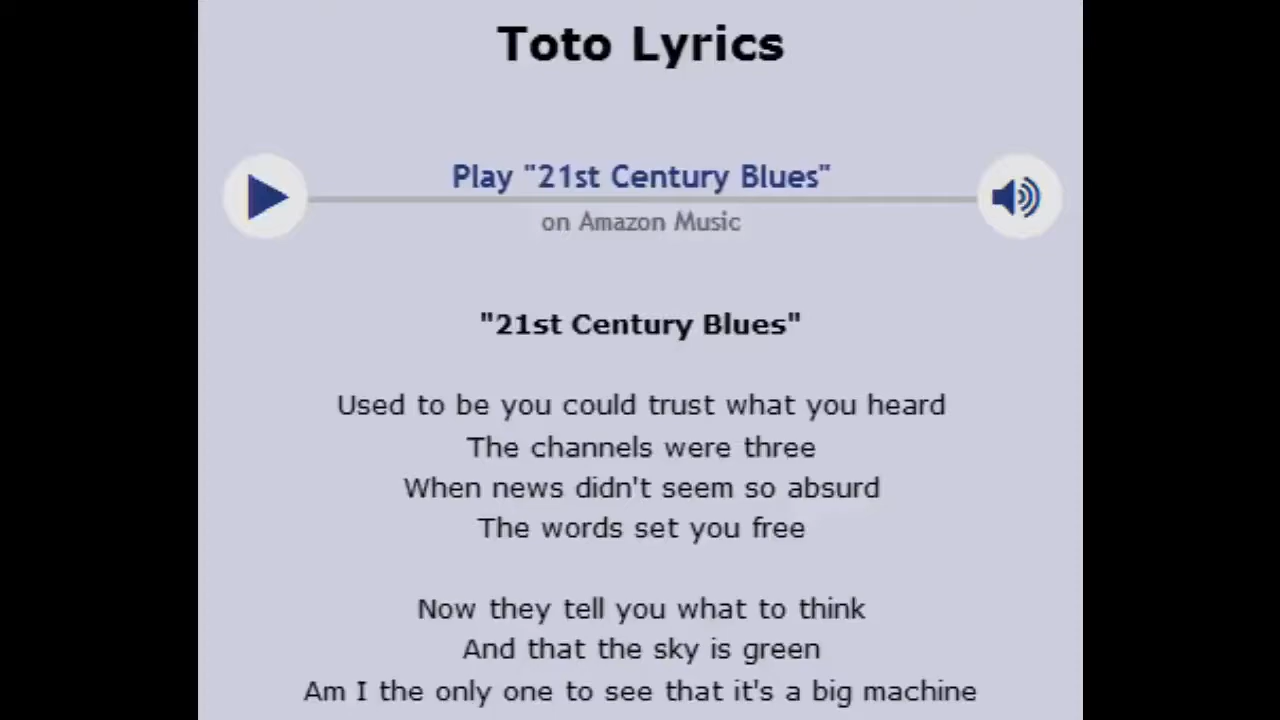 Toto Lyrics
Play "21st Century Blues"
on Amazon Music
"21st Century Blues"
Used to be you could trust what you heard
The channels were three
When news didn't seem so absurd
The words set you free
Now they tell you what to think
And that the sky is green
Am I the only one to see that it's a big machine